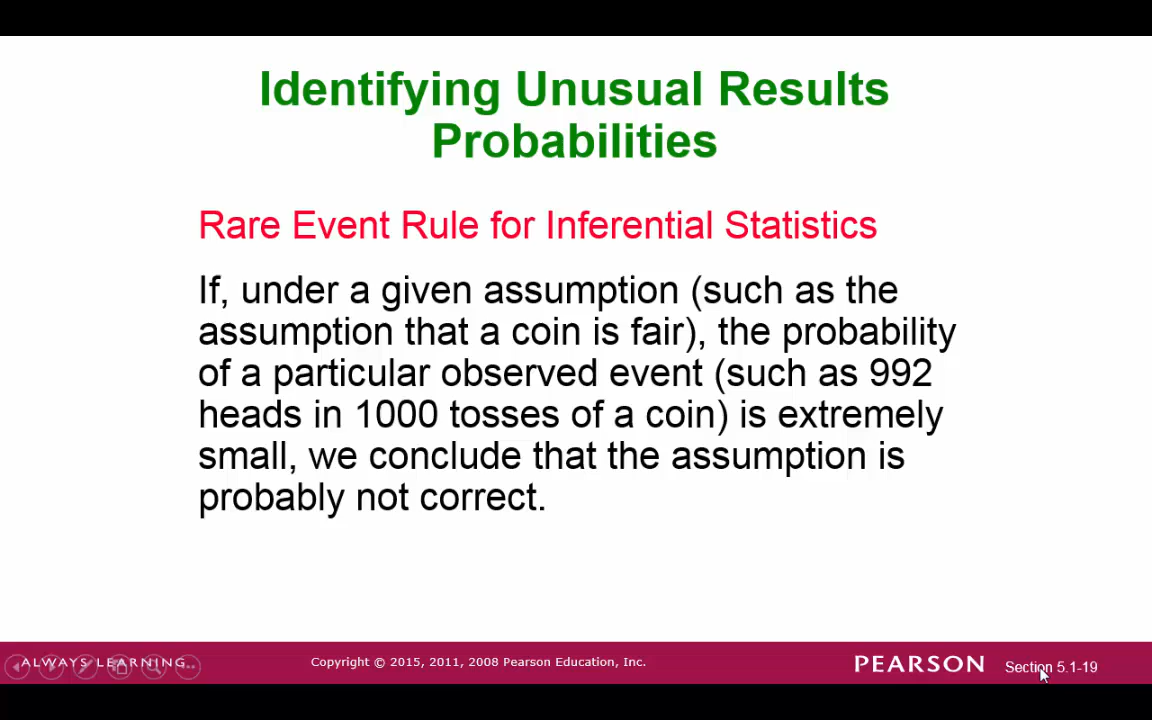 Identifying Unusual Results
Probabilities
Rare Event Rule for Inferential Statistics
If, under a given assumption (such as the
assumption that a coin is fair), the probability
of a particular observed event (such as 992
heads in 1000 tosses of a coin) is extremely
small, we conclude that the assumption is
probably not correct.
ALWAYS LEARNING
Copyright © 2015, 2011, 2008 Pearson Education, Inc.
PEARSON
Section 5.1-19